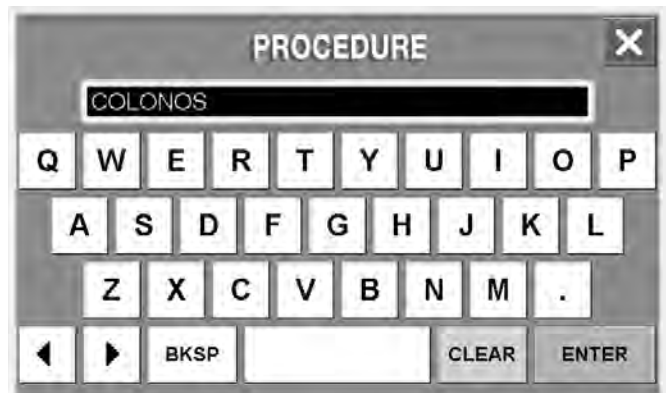 PROCEDURE X
COLONOS
Q W E R T Y U I O P
A S D F G H J K L
Z X C V B N M .
◀ ▶ BKSP CLEAR ENTER